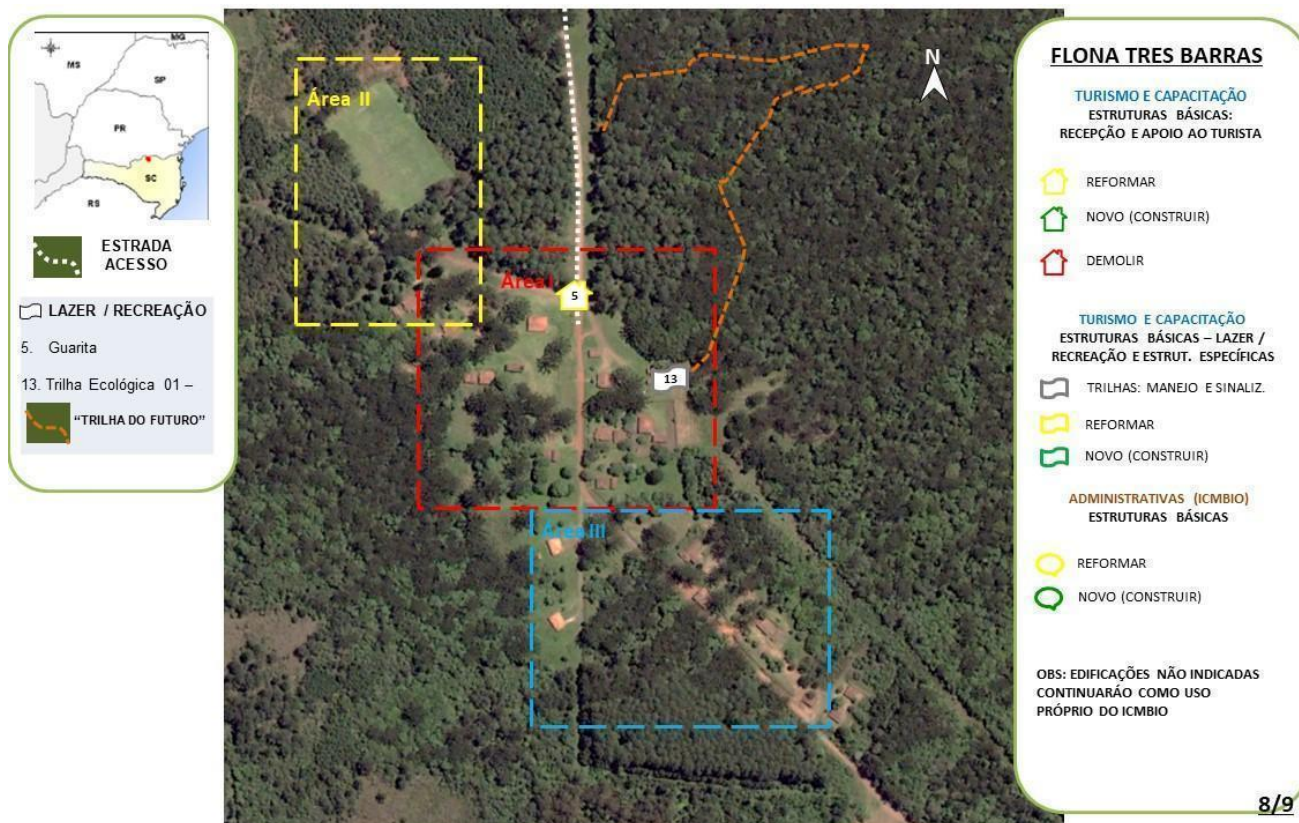 MG
MS
SP
PR
SC
RS
ESTRADA
ACESSO
LAZER / RECREAÇÃO
5. Guarita
13. Trilha Ecológica 01 –
“TRILHA DO FUTURO”
Área II
N
Área I
5
13
Área III
FLONA TRES BARRAS
TURISMO E CAPACITAÇÃO
ESTRUTURAS BÁSICAS:
RECEPÇÃO E APOIO AO TURISTA
REFORMAR
NOVO (CONSTRUIR)
DEMOLIR
TURISMO E CAPACITAÇÃO
ESTRUTURAS BÁSICAS – LAZER /
RECREAÇÃO E ESTRUT. ESPECÍFICAS
TRILHAS: MANEJO E SINALIZ.
REFORMAR
NOVO (CONSTRUIR)
ADMINISTRATIVAS (ICMBIO)
ESTRUTURAS BÁSICAS
REFORMAR
NOVO (CONSTRUIR)
OBS: EDIFICAÇÕES NÃO INDICADAS
CONTINUARÁO COMO USO
PRÓPRIO DO ICMBIO
8/9